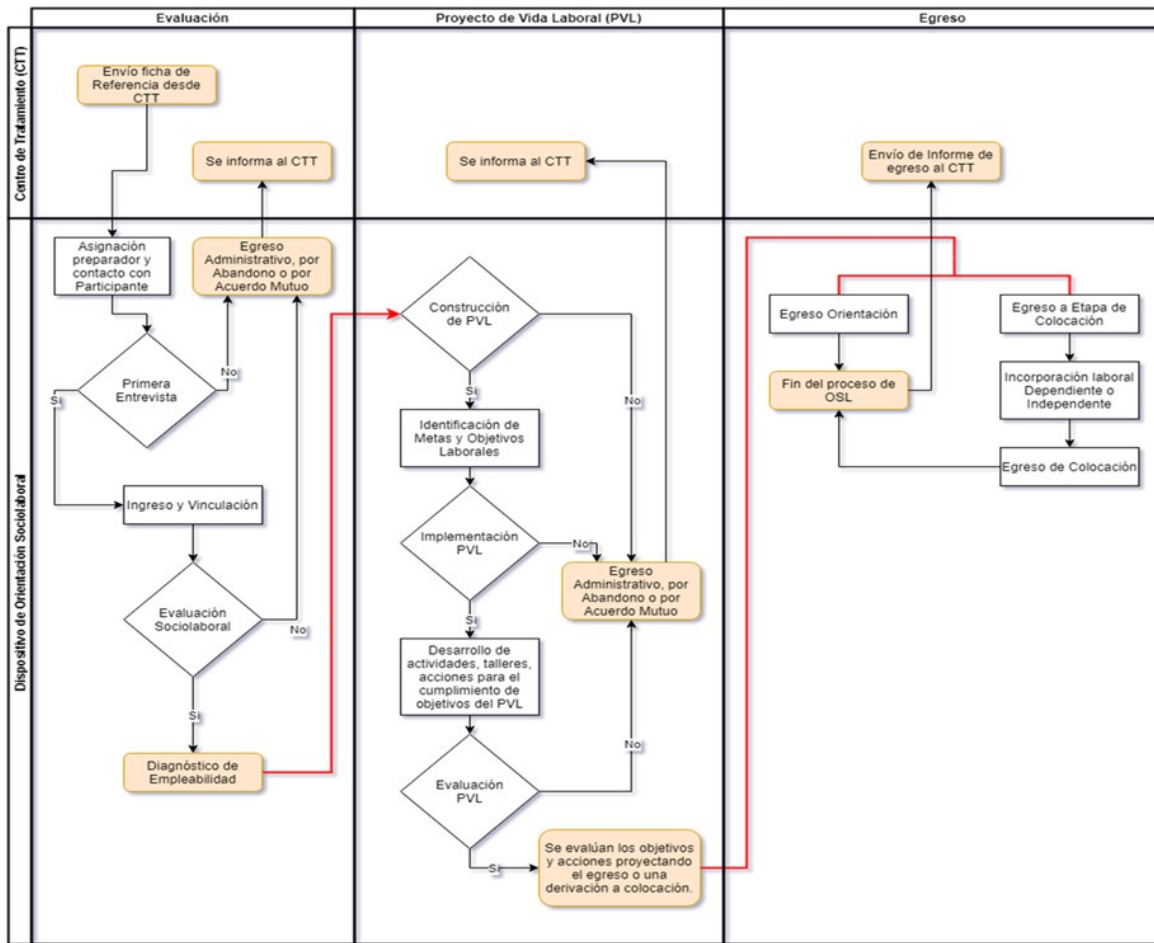 Evaluación
Proyecto de Vida Laboral (PVL)
Egreso
Centro de Tratamiento (CTT)
Envío ficha de
Referencia desde
CTT
Se informa al CTT
Se informa al CTT
Envío de Informe de
egreso al CTT
Dispositivo de Orientación Sociolaboral
Asignación
preparador y
contacto con
Participante
Egreso
Administrativo, por
Abandono o por
Acuerdo Mutuo
No
Primera
Entrevista
Si
Ingreso y Vinculación
Evaluación
Sociolaboral
No
Si
Diagnóstico de
Empleabilidad
Construcción
de PVL
Si
No
Identificación de
Metas y Objetivos
Laborales
Implementación
PVL
No
Egreso
Administrativo, por
Abandono o por
Acuerdo Mutuo
Si
Desarrollo de
actividades, talleres,
acciones para el
cumplimiento de
objetivos del PVL
No
Evaluación
PVL
Si
Se evalúan los objetivos
y acciones proyectando
el egreso o una
derivación a colocación.
Egreso Orientación
Egreso a Etapa de
Colocación
Fin del proceso de
OSL
Incorporación laboral
Dependiente o
Independente
Egreso de Colocación